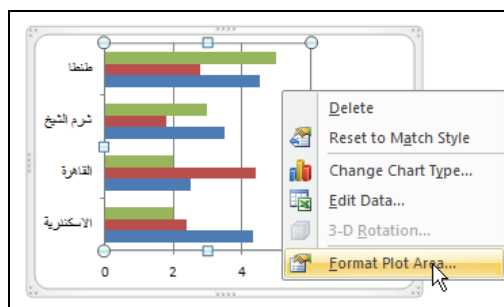 طنطا
شرم الشيخ
القاهرة
الاسكندرية
0 2 4
Delete
Reset to Match Style
Change Chart Type...
Edit Data...
3-D Rotation...
Format Plot Area...